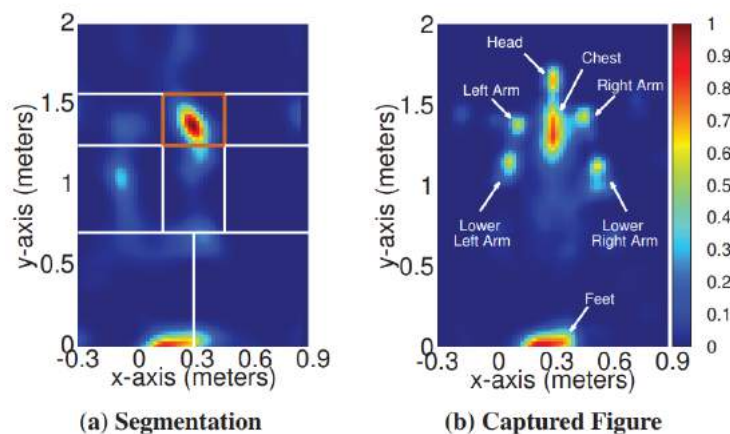 2
1.5
1
0.5
0
-0.3 0 0.3 0.6 0.9
y-axis (meters)
x-axis (meters)
(a) Segmentation
2
1.5
1
0.5
0
-0.3 0 0.3 0.6 0.9
y-axis (meters)
x-axis (meters)
Head
Chest
Left Arm
Right Arm
Lower
Left Arm
Lower
Right Arm
Feet
1
0.9
0.8
0.7
0.6
0.5
0.4
0.3
0.2
0.1
0
(b) Captured Figure